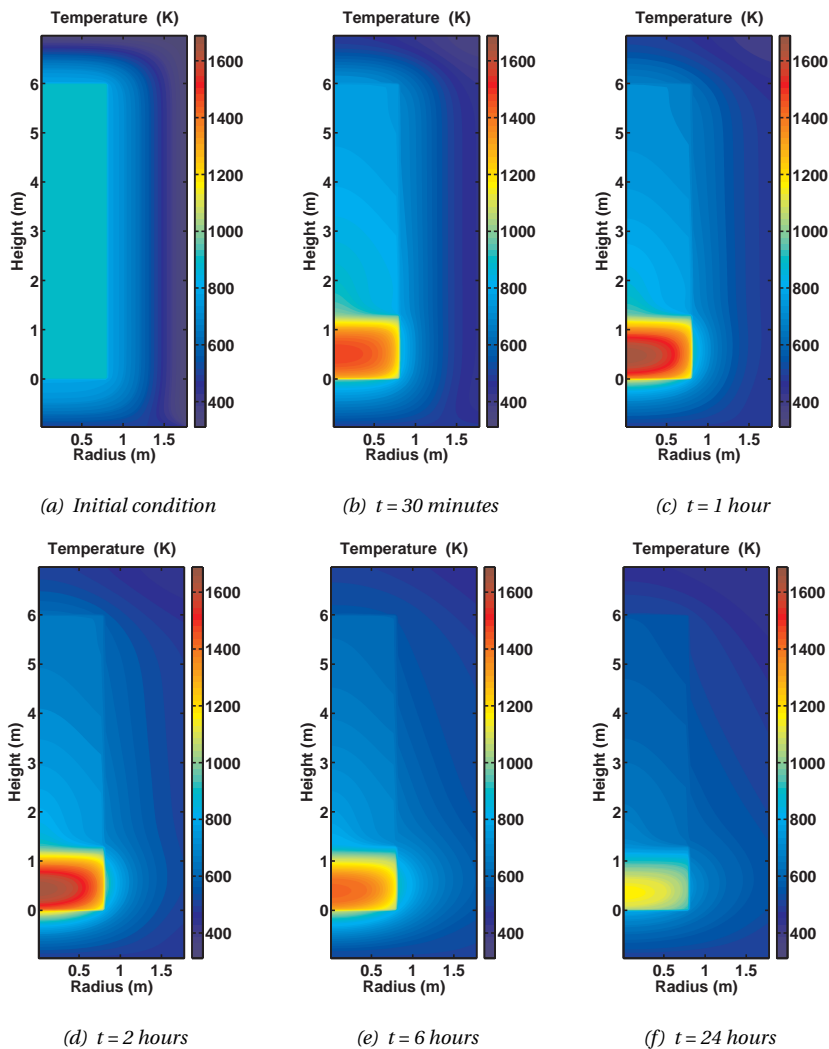 Temperature (K) Temperature (K) Temperature (K)
1600 1600 1600
6 6 6
1400 1400 1400
5 5 5
1200 1200 1200
4 4 4
3 1000 3 1000 3 1000
2 800 2 800 2 800
1 1 1
600 600 600
0 0 0
400 400 400
Height (m) Height (m) Height (m)
0.5 1 1.5 0.5 1 1.5 0.5 1 1.5
Radius (m) Radius (m) Radius (m)
(a) Initial condition (b) t = 30 minutes (c) t = 1 hour
Temperature (K) Temperature (K) Temperature (K)
1600 1600 1600
6 6 6
1400 1400 1400
5 5 5
1200 1200 1200
4 4 4
3 1000 3 1000 3 1000
2 800 2 800 2 800
1 1 1
600 600 600
0 0 0
400 400 400
Height (m) Height (m) Height (m)
0.5 1 1.5 0.5 1 1.5 0.5 1 1.5
Radius (m) Radius (m) Radius (m)
(d) t = 2 hours (e) t = 6 hours (f) t = 24 hours